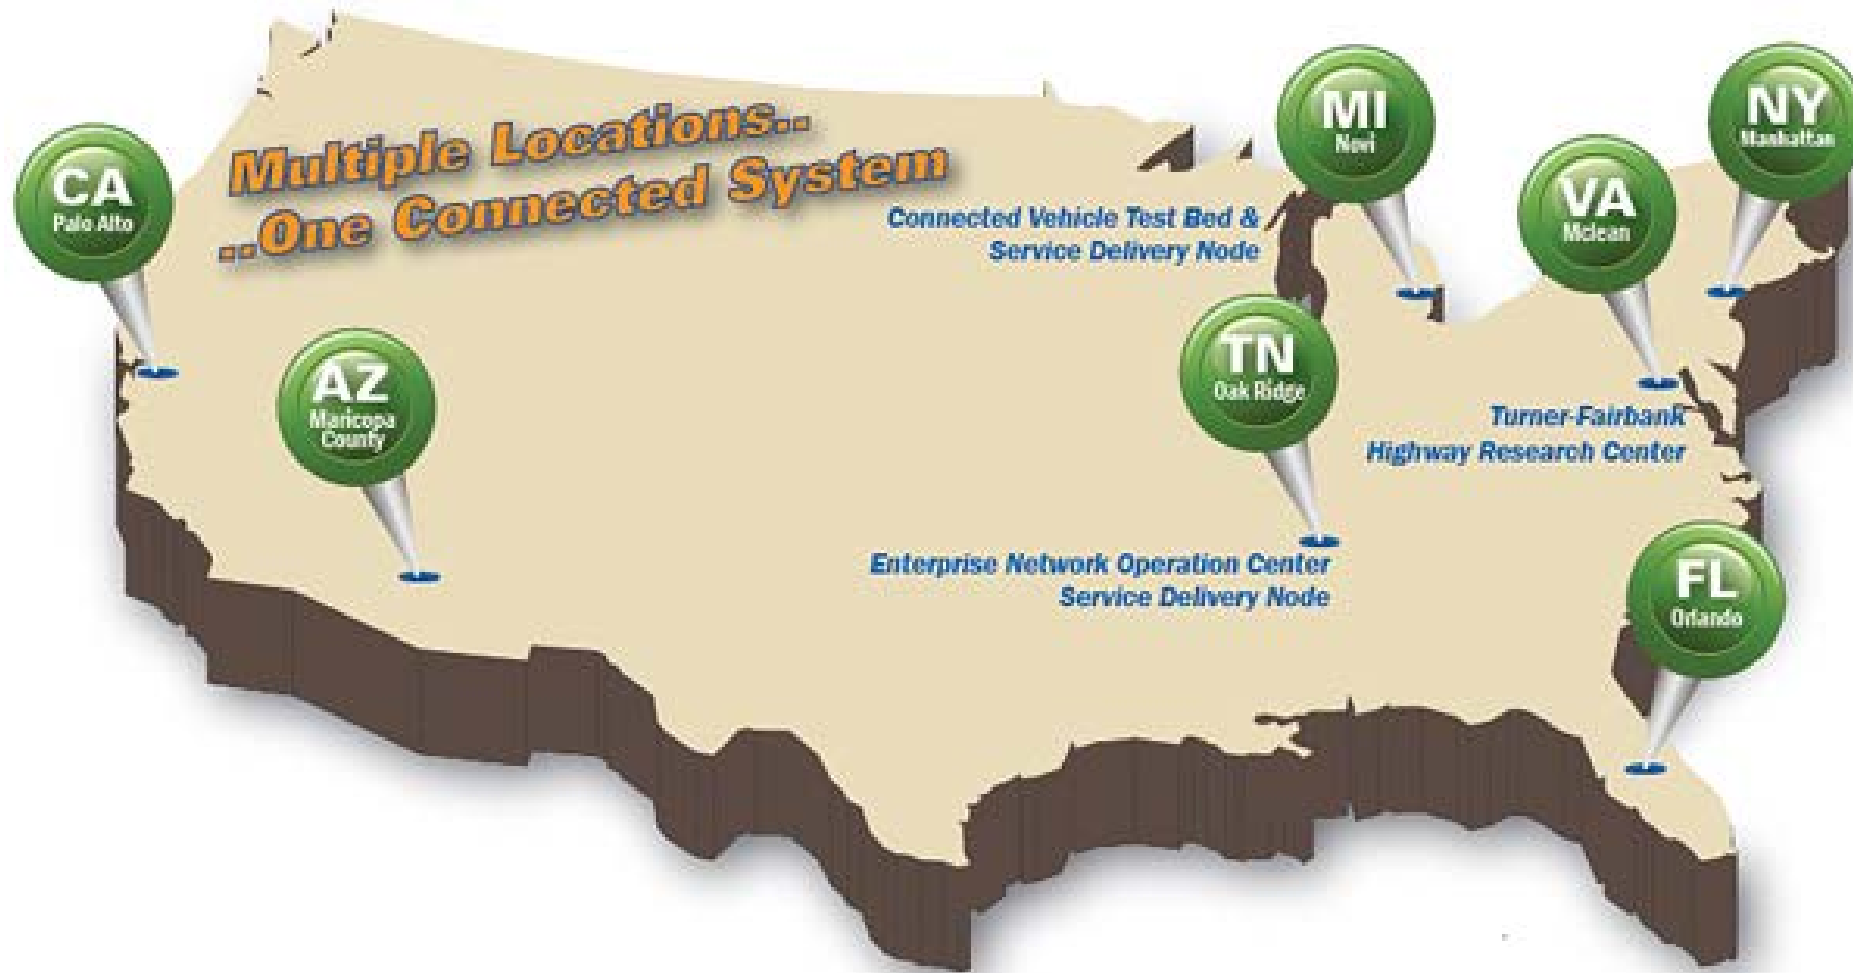 Multiple Locations..
..One Connected System
CA
Palo Alto
AZ
Maricopa
County
MI
Novi
Connected Vehicle Test Bed &
Service Delivery Node
NY
Manhattan
VA
Mclean
Turner-Fairbank
Highway Research Center
TN
Oak Ridge
Enterprise Network Operation Center
Service Delivery Node
FL
Orlando